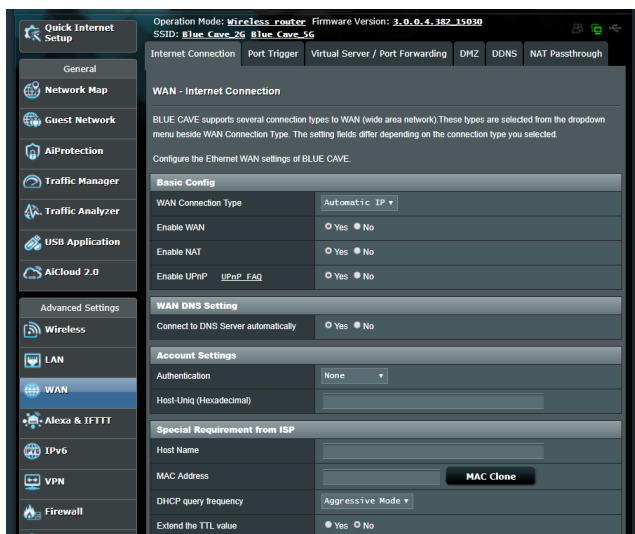 Quick Internet
Setup
General
Network Map
Guest Network
AiProtection
Traffic Manager
Traffic Analyzer
USB Application
AiCloud 2.0
Advanced Settings
Wireless
LAN
WAN
Alexa & IFTTT
IPv6
VPN
Firewall
Operation Mode: Wireless router Firmware Version: 3.0.0.4.382_15030
SSID: Blue Cave_2G Blue Cave_5G
Internet Connection Port Trigger Virtual Server / Port Forwarding DMZ DDNS NAT Passthrough
WAN - Internet Connection
BLUE CAVE supports several connection types to WAN (wide area network).These types are selected from the dropdown
menu beside WAN Connection Type. The setting fields differ depending on the connection type you selected.
Configure the Ethernet WAN settings of BLUE CAVE.
Basic Config
WAN Connection Type Automatic IP
Enable WAN Yes No
Enable NAT Yes No
Enable UPnP UPnP FAQ Yes No
WAN DNS Setting
Connect to DNS Server automatically Yes No
Account Settings
Authentication None
Host-Uniq (Hexadecimal)
Special Requirement from ISP
Host Name
MAC Address MAC Clone
DHCP query frequency Aggressive Mode
Extend the TTL value Yes No